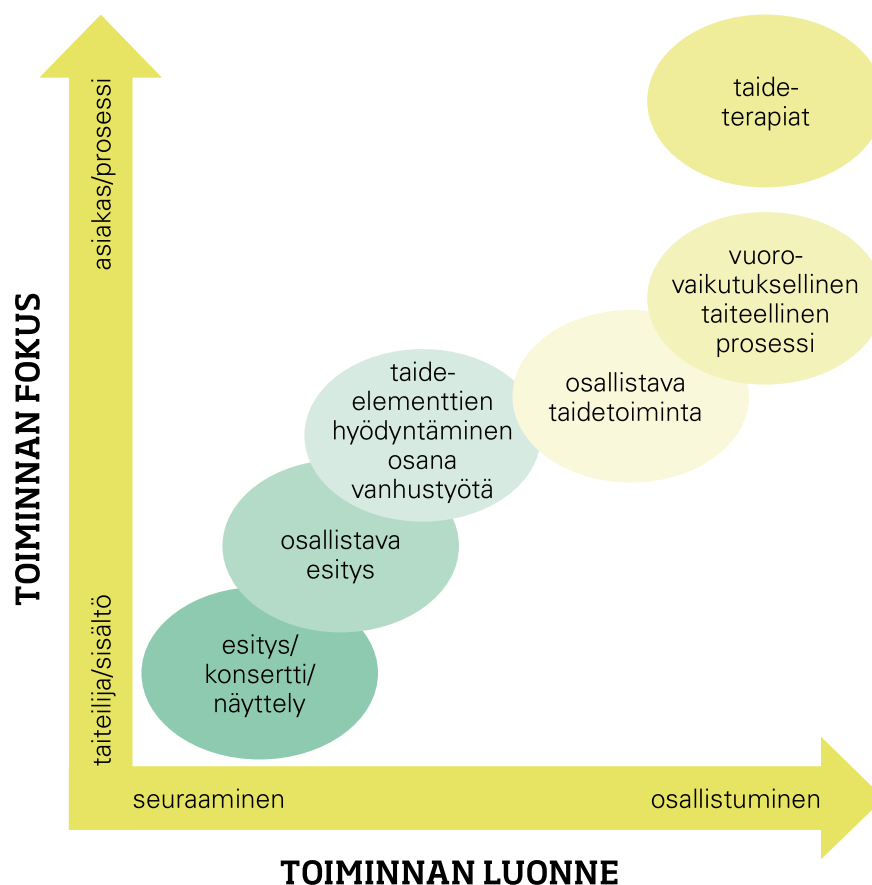 taide-
terapiat
vuoro-
vaikutuksellinen
taiteellinen
prosessi
osallistava
taidetoiminta
taide-
elementtien
hyödyntäminen
osana
vanhustyötä
osallistava
esitys
esitys/
konsertti/
näyttely
asiakas/prosessi
taiteilija/sisältö
TOIMINNAN FOKUS
seuraaminen
osallistuminen
TOIMINNAN LUONNE